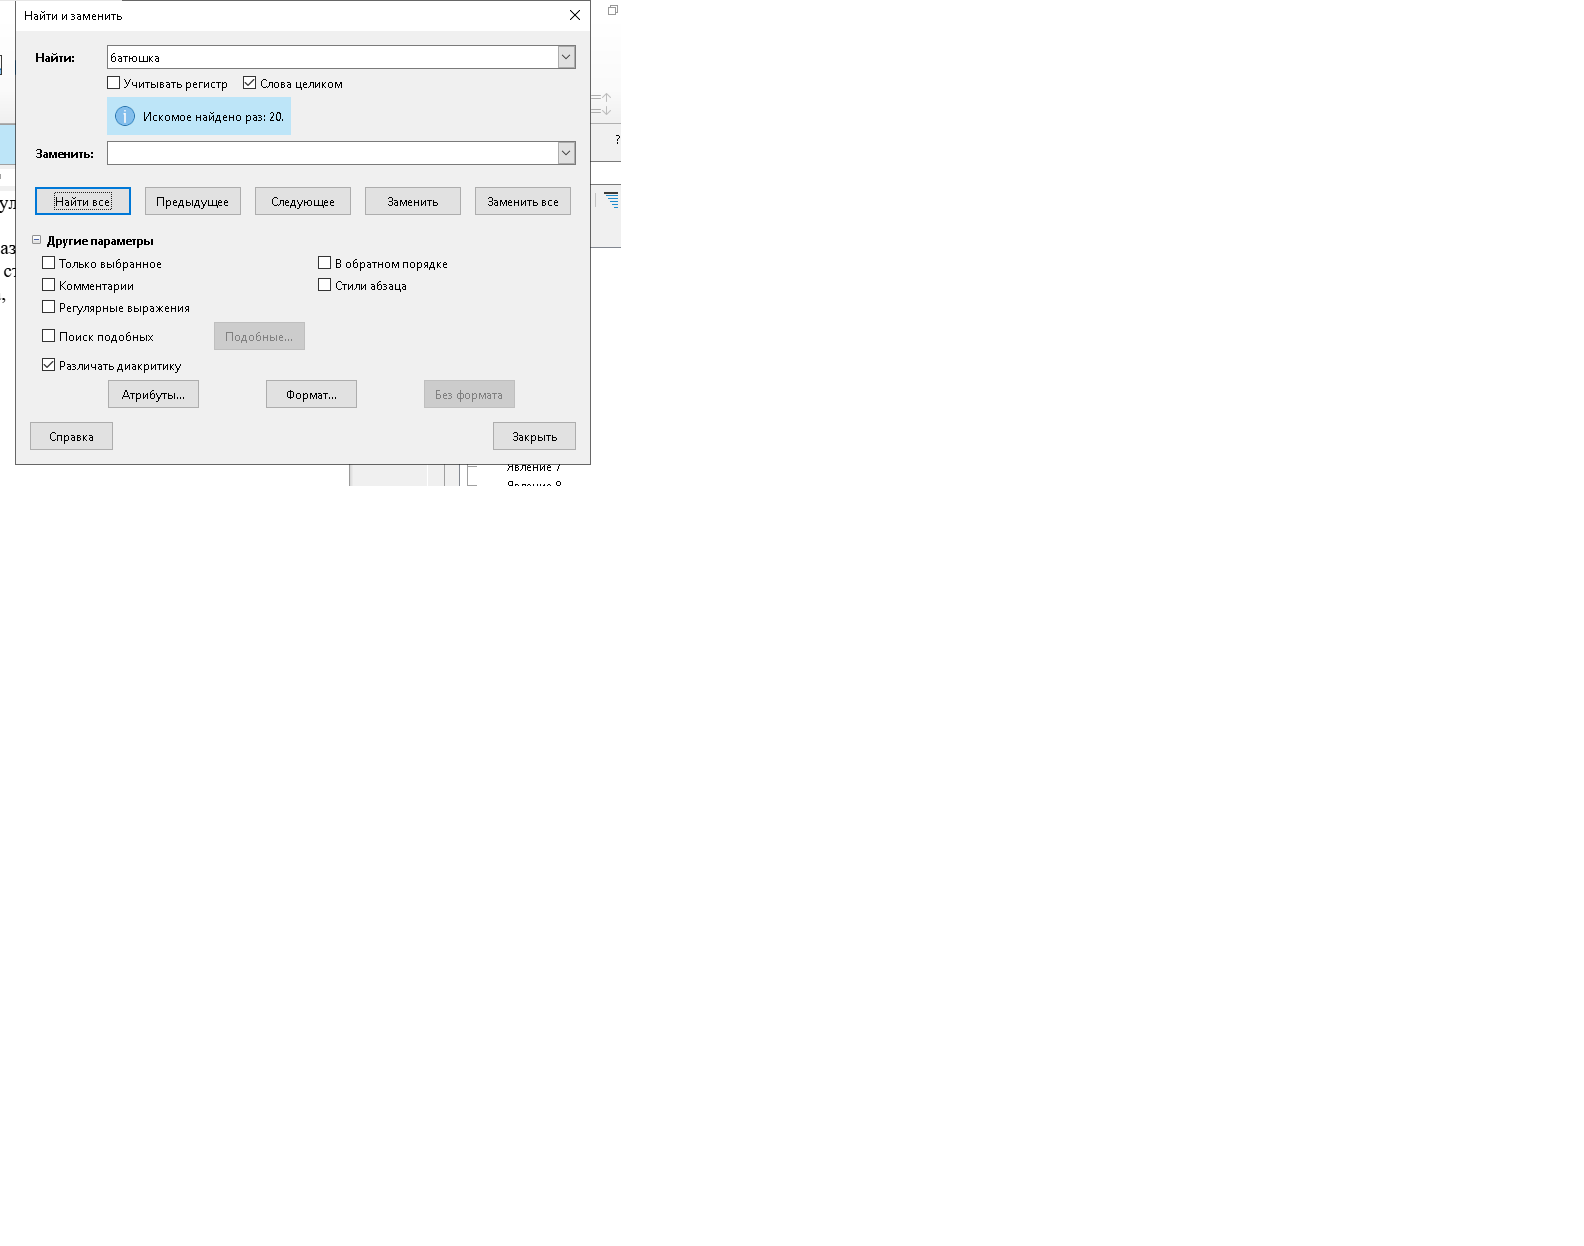 Найти и заменить
Найти: батюшка
Учитывать регистр Слова целиком
Искомое найдено раз: 20.
Заменить:
?
Найти все Предыдущее Следующее Заменить Заменить все
Другие параметры
Только выбранное В обратном порядке
Комментарии Стили абзаца
Регулярные выражения
Поиск подобных Подобные...
Различать диакритику
Атрибуты... Формат... Без формата
Справка Закрыть
Явление 7
Явление 8